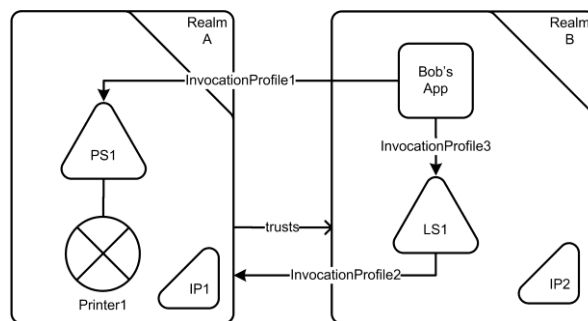 Realm
A
Realm
B
InvocationProfile1
Bob's
App
PS1
InvocationProfile3
trusts
LS1
InvocationProfile2
Printer1
IP1
IP2